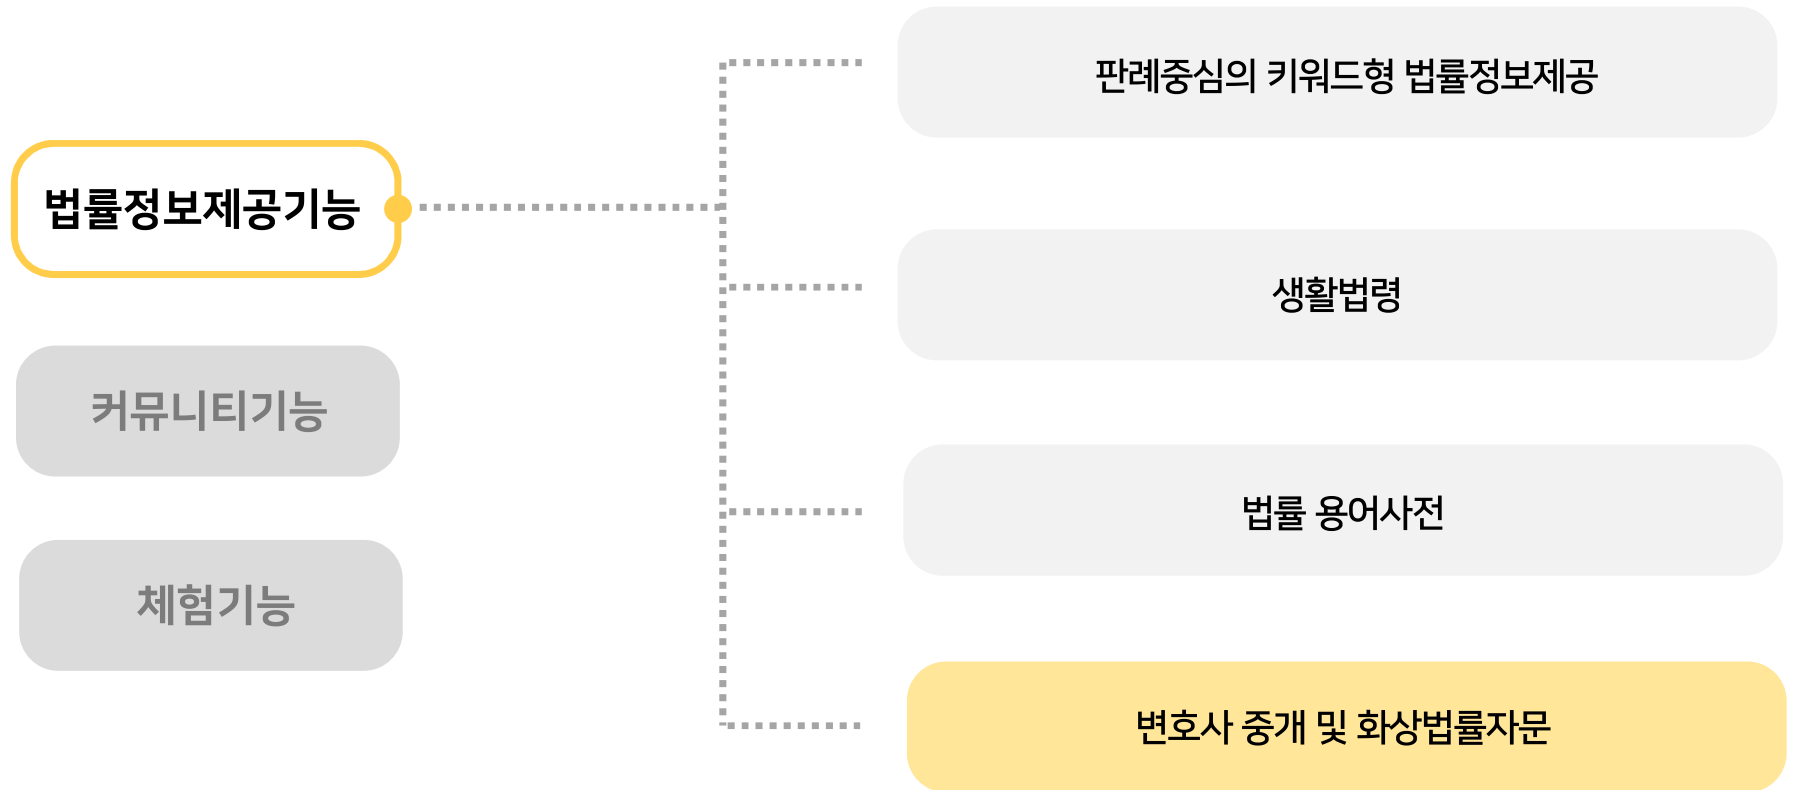 법률정보제공기능
커뮤니티기능
체험기능
판례중심의 키워드형 법률정보제공
생활법령
법률 용어사전
변호사 중개 및 화상법률자문